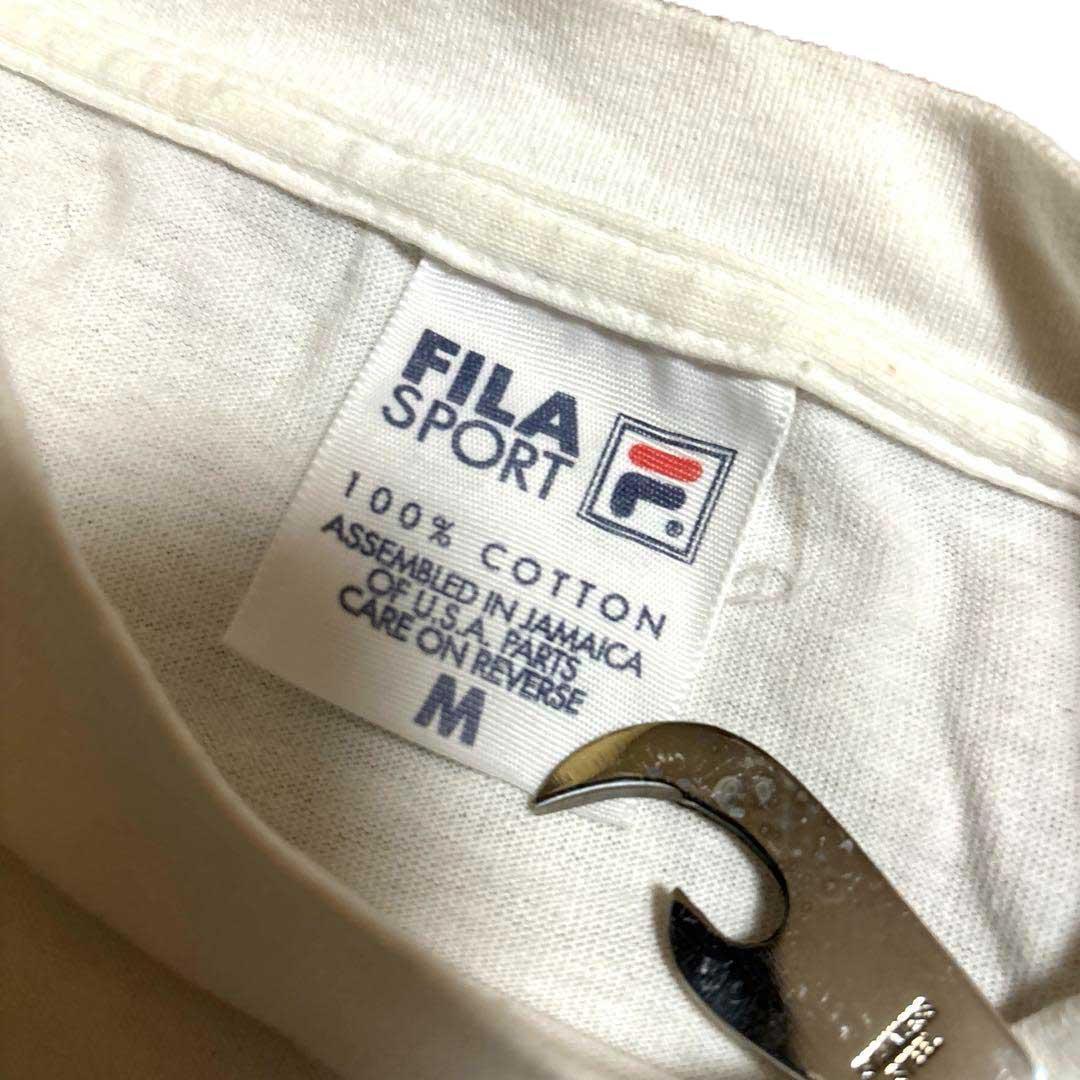 FILA
SPORT
F®
100% COTTON
ASSEMBLED IN JAMAICA
OF U.S.A. PARTS
CARE ON REVERSE
M